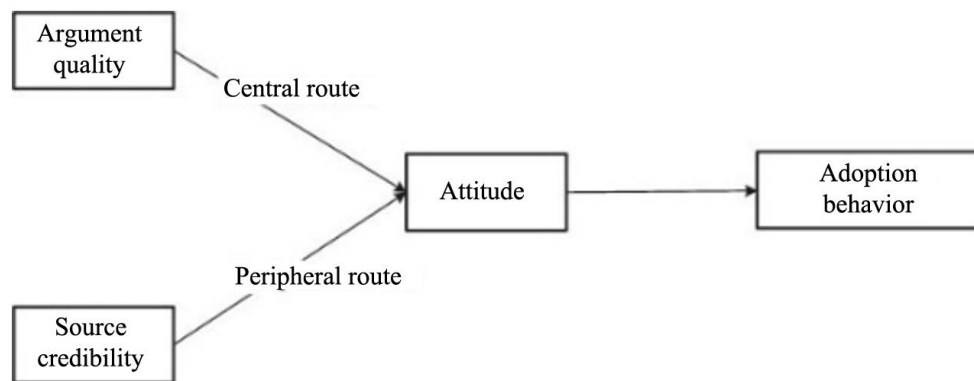 Argument
quality
Central route
Attitude
Adoption
behavior
Peripheral route
Source
credibility